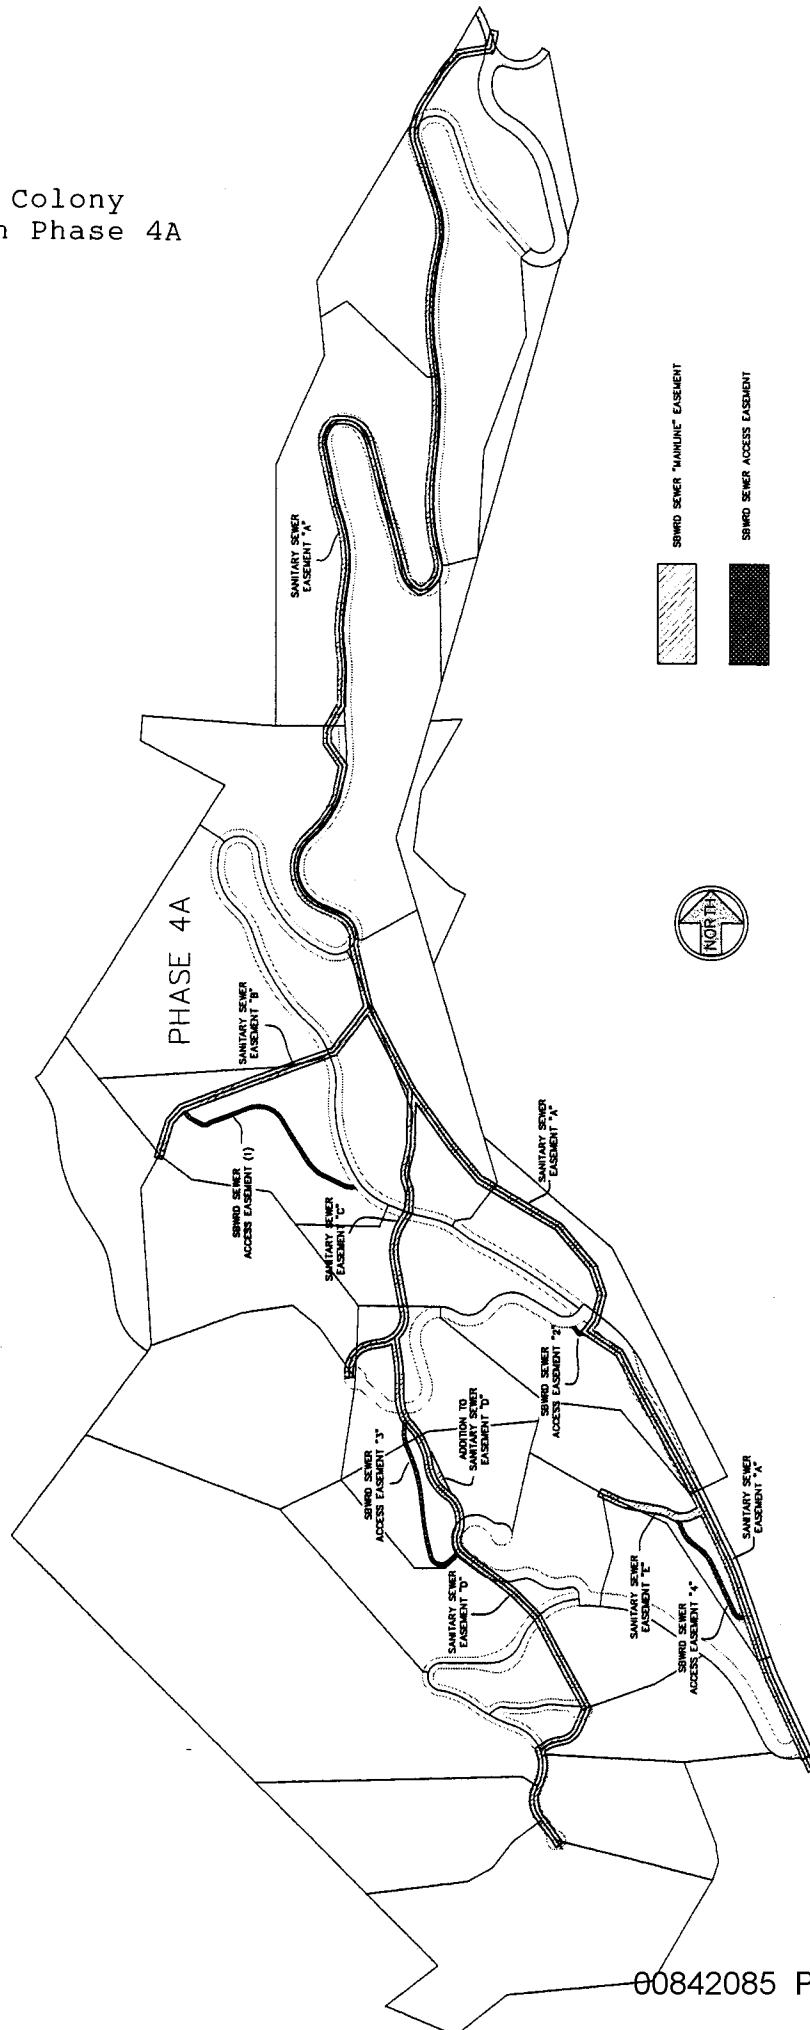 Colony
n Phase 4A
SANITARY SEWER
EASEMENT "A"
SBWRD SEWER "MAINLINE" EASEMENT
SBWRD SEWER ACCESS EASEMENT
PHASE 4A
NORTH
SANITARY SEWER
EASEMENT "B"
SBWRD SEWER
ACCESS EASEMENT (1)
SANITARY SEWER
EASEMENT "C"
SANITARY SEWER
EASEMENT "A"
SBWRD SEWER
ACCESS EASEMENT "2"
ADDITION TO
SANITARY SEWER
EASEMENT "D"
SBWRD SEWER
ACCESS EASEMENT "3"
SANITARY SEWER
EASEMENT "D"
SANITARY SEWER
EASEMENT "E"
SBWRD SEWER
ACCESS EASEMENT "4"
SANITARY SEWER
EASEMENT "A"
00842085 P